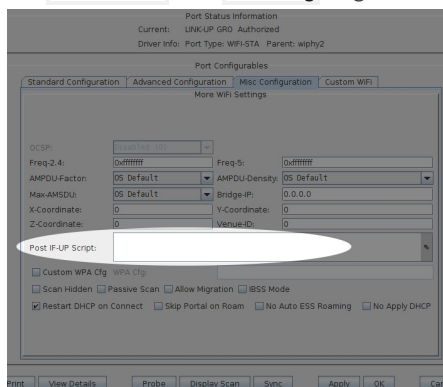 Port Status Information
Current: LINK-UP GRO Authorized
Driver Info: Port Type: WIFI-STA Parent: wiphy2
Port Configurables
Standard Configuration Advanced Configuration Misc Configuration Custom WiFi
More WiFi Settings
OCSP: Disabled (0)
Freq-2.4: 0xffffffff Freq-5: 0xffffffff
AMPDU-Factor: OS Default AMPDU-Density: OS Default
Max-AMSDU: OS Default Bridge-IP: 0.0.0.0
X-Coordinate: 0 Y-Coordinate: 0
Z-Coordinate: 0 Venue-ID: 0
Post IF-UP Script:
Custom WPA Cfg WPA Cfg:
Scan Hidden Passive Scan Allow Migration IBSS Mode
Restart DHCP on Connect Skip Portal on Roam No Auto ESS Roaming No Apply DHCP
Print View Details Probe Display Scan Sync Apply OK